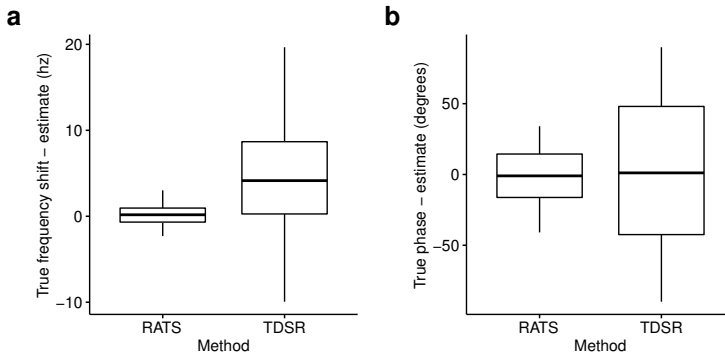 a
True frequency shift − estimate (hz)
20
10
0
−10
RATS
TDSR
Method
b
True phase − estimate (degrees)
50
0
−50
RATS
TDSR
Method